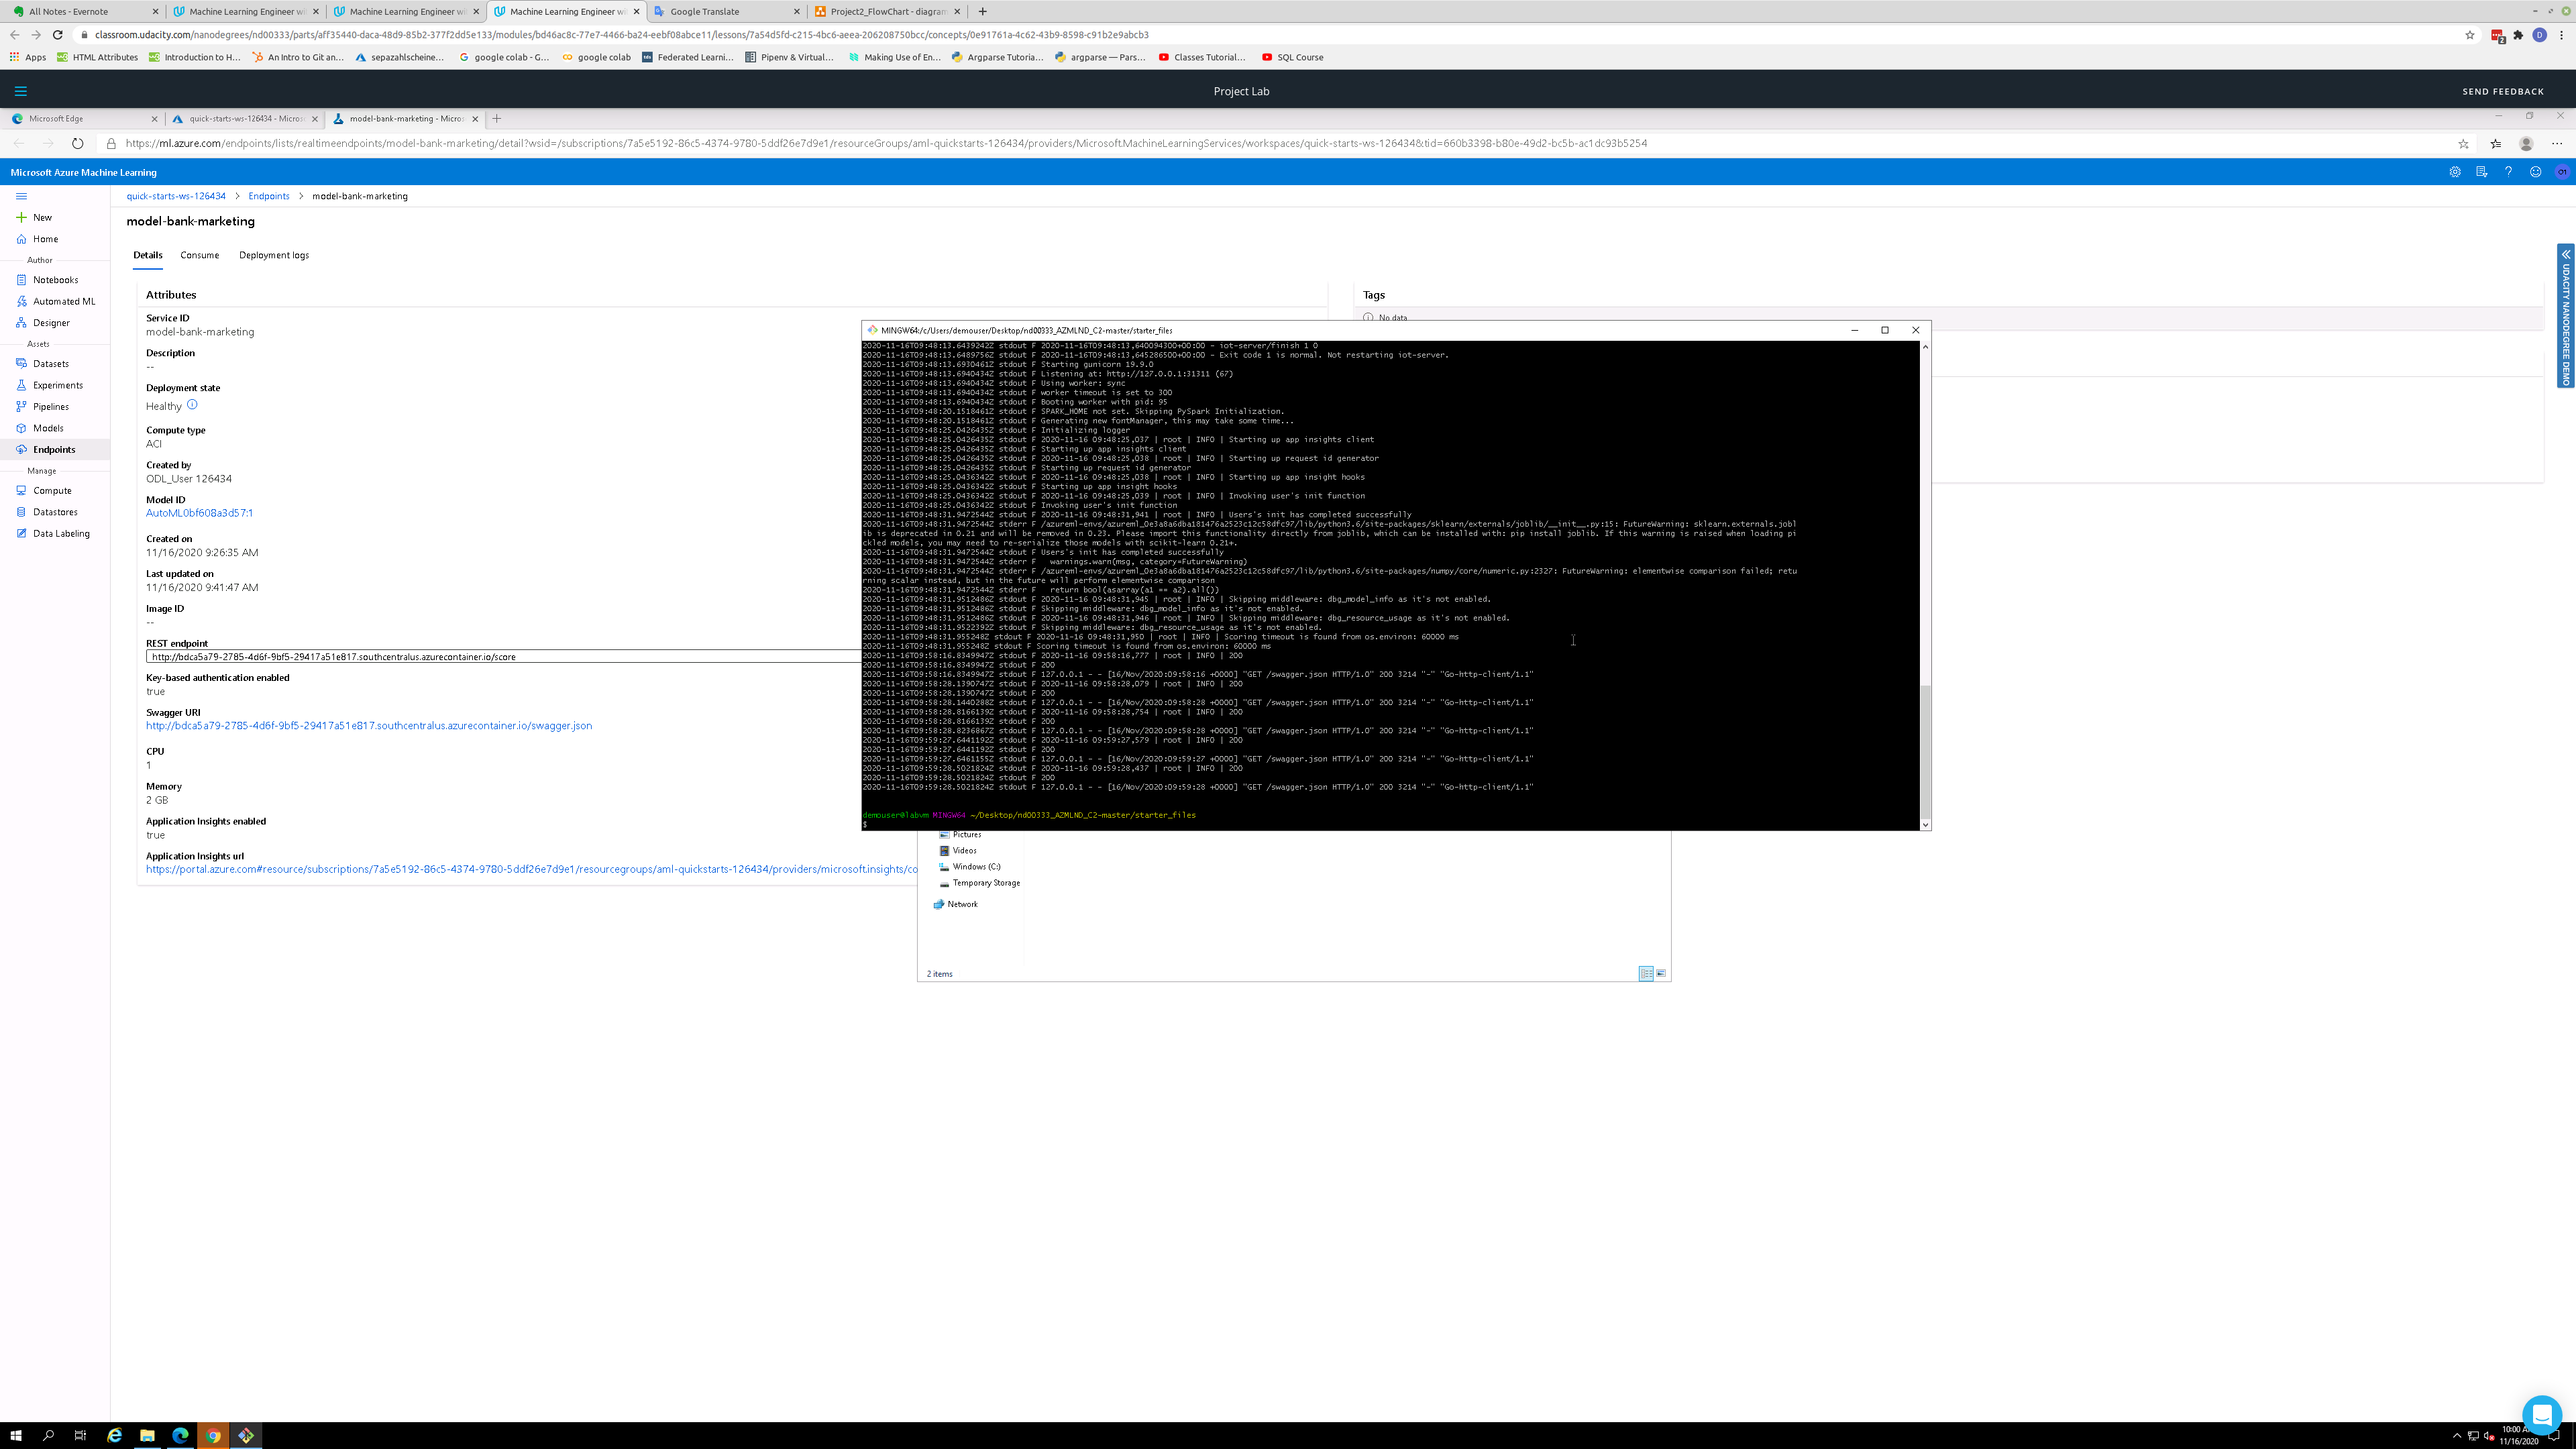 All Notes - Evernote
Machine Learning Engineer wi
Machine Learning Engineer wi
Machine Learning Engineer wi
Google Translate
Project2_FlowChart - diagram
classroom.udacity.com/nanodegrees/nd00333/parts/aff35440-daca-48d9-85b2-377f2dd5e133/modules/bd46ac8c-77e7-4466-ba24-eebf08abce11/lessons/7a54d5fd-c215-4bc6-aeea-206208750bcc/concepts/0e91761a-4c62-43b9-8598-c91b2e9abcb3
Apps
HTML Attributes
Introduction to H...
An Intro to Git an...
sepazahlscheine...
google colab - G...
google colab
Federated Learni...
Pipenv & Virtual...
Making Use of En...
Argparse Tutoria...
argparse — Pars...
Classes Tutorial...
SQL Course
Project Lab
SEND FEEDBACK
Microsoft Edge
quick-starts-ws-126434 - Micros
model-bank-marketing - Micros
https://ml.azure.com/endpoints/lists/realtimeendpoints/model-bank-marketing/detail?wsid=/subscriptions/7a5e5192-86c5-4374-9780-5ddf26e7d9e1/resourceGroups/aml-quickstarts-126434/providers/Microsoft.MachineLearningServices/workspaces/quick-starts-ws-126434&tid=660b3398-b80e-49d2-bc5b-ac1dc93b5254
Microsoft Azure Machine Learning
New
Home
Author
Notebooks
Automated ML
Designer
Assets
Datasets
Experiments
Pipelines
Models
Endpoints
Manage
Compute
Datastores
Data Labeling
quick-starts-ws-126434 > Endpoints > model-bank-marketing
model-bank-marketing
Details Consume Deployment logs
Attributes
Service ID
model-bank-marketing
Description
--
Deployment state
Healthy
Compute type
ACI
Created by
ODL_User 126434
Model ID
AutoML0bf608a3d57:1
Created on
11/16/2020 9:26:35 AM
Last updated on
11/16/2020 9:41:47 AM
Image ID
--
REST endpoint
http://bdca5a79-2785-4d6f-9bf5-29417a51e817.southcentralus.azurecontainer.io/score
Key-based authentication enabled
true
Swagger URI
http://bdca5a79-2785-4d6f-9bf5-29417a51e817.southcentralus.azurecontainer.io/swagger.json
CPU
1
Memory
2 GB
Application Insights enabled
true
Application Insights url
https://portal.azure.com#resource/subscriptions/7a5e5192-86c5-4374-9780-5ddf26e7d9e1/resourcegroups/aml-quickstarts-126434/providers/microsoft.insights/co
Tags
No data
UDACITY NANODEGREE DEMO
MINGW64:/c/Users/demouser/Desktop/nd00333_AZMLND_C2-master/starter_files
2020-11-16T09:48:13.6439242Z stdout F 2020-11-16T09:48:13,640094300+00:00 - iot-server/finish 1 0
2020-11-16T09:48:13.6489756Z stdout F 2020-11-16T09:48:13,645286500+00:00 - Exit code 1 is normal. Not restarting iot-server.
2020-11-16T09:48:13.6930461Z stdout F Starting gunicorn 19.9.0
2020-11-16T09:48:13.6940434Z stdout F Listening at: http://127.0.0.1:31311 (67)
2020-11-16T09:48:13.6940434Z stdout F Using worker: sync
2020-11-16T09:48:13.6940434Z stdout F worker timeout is set to 300
2020-11-16T09:48:13.6940434Z stdout F Booting worker with pid: 95
2020-11-16T09:48:20.1518461Z stdout F SPARK_HOME not set. Skipping PySpark Initialization.
2020-11-16T09:48:20.1518461Z stdout F Generating new fontManager, this may take some time...
2020-11-16T09:48:25.0426435Z stdout F Initializing logger
2020-11-16T09:48:25.0426435Z stdout F 2020-11-16 09:48:25,037 | root | INFO | Starting up app insights client
2020-11-16T09:48:25.0426435Z stdout F Starting up app insights client
2020-11-16T09:48:25.0426435Z stdout F 2020-11-16 09:48:25,038 | root | INFO | Starting up request id generator
2020-11-16T09:48:25.0426435Z stdout F Starting up request id generator
2020-11-16T09:48:25.0436342Z stdout F 2020-11-16 09:48:25,038 | root | INFO | Starting up app insight hooks
2020-11-16T09:48:25.0436342Z stdout F Starting up app insight hooks
2020-11-16T09:48:25.0436342Z stdout F 2020-11-16 09:48:25,039 | root | INFO | Invoking user's init function
2020-11-16T09:48:25.0436342Z stdout F Invoking user's init function
2020-11-16T09:48:31.9472544Z stdout F 2020-11-16 09:48:31,941 | root | INFO | Users's init has completed successfully
2020-11-16T09:48:31.9472544Z stderr F /azureml-envs/azureml_0e3a8a6dba181476a2523c12c58dfc97/lib/python3.6/site-packages/sklearn/externals/joblib/__init__.py:15: FutureWarning: sklearn.externals.jobl
ib is deprecated in 0.21 and will be removed in 0.23. Please import this functionality directly from joblib, which can be installed with: pip install joblib. If this warning is raised when loading pi
ckled models, you may need to re-serialize those models with scikit-learn 0.21+.
2020-11-16T09:48:31.9472544Z stdout F Users's init has completed successfully
2020-11-16T09:48:31.9472544Z stderr F   warnings.warn(msg, category=FutureWarning)
2020-11-16T09:48:31.9472544Z stderr F /azureml-envs/azureml_0e3a8a6dba181476a2523c12c58dfc97/lib/python3.6/site-packages/numpy/core/numeric.py:2327: FutureWarning: elementwise comparison failed; retu
rning scalar instead, but in the future will perform elementwise comparison
2020-11-16T09:48:31.9472544Z stderr F   return bool(asarray(a1 == a2).all())
2020-11-16T09:48:31.9512486Z stdout F 2020-11-16 09:48:31,945 | root | INFO | Skipping middleware: dbg_model_info as it's not enabled.
2020-11-16T09:48:31.9512486Z stdout F Skipping middleware: dbg_model_info as it's not enabled.
2020-11-16T09:48:31.9512486Z stdout F 2020-11-16 09:48:31,946 | root | INFO | Skipping middleware: dbg_resource_usage as it's not enabled.
2020-11-16T09:48:31.9522392Z stdout F Skipping middleware: dbg_resource_usage as it's not enabled.
2020-11-16T09:48:31.955248Z stdout F 2020-11-16 09:48:31,950 | root | INFO | Scoring timeout is found from os.environ: 60000 ms
2020-11-16T09:48:31.955248Z stdout F Scoring timeout is found from os.environ: 60000 ms
2020-11-16T09:58:16.8349947Z stdout F 2020-11-16 09:58:16,777 | root | INFO | 200
2020-11-16T09:58:16.8349947Z stdout F 200
2020-11-16T09:58:16.8349947Z stdout F 127.0.0.1 - - [16/Nov/2020:09:58:16 +0000] "GET /swagger.json HTTP/1.0" 200 3214 "-" "Go-http-client/1.1"
2020-11-16T09:58:28.1390747Z stdout F 2020-11-16 09:58:28,079 | root | INFO | 200
2020-11-16T09:58:28.1390747Z stdout F 200
2020-11-16T09:58:28.1440288Z stdout F 127.0.0.1 - - [16/Nov/2020:09:58:28 +0000] "GET /swagger.json HTTP/1.0" 200 3214 "-" "Go-http-client/1.1"
2020-11-16T09:58:28.8166139Z stdout F 2020-11-16 09:58:28,754 | root | INFO | 200
2020-11-16T09:58:28.8166139Z stdout F 200
2020-11-16T09:58:28.8236867Z stdout F 127.0.0.1 - - [16/Nov/2020:09:58:28 +0000] "GET /swagger.json HTTP/1.0" 200 3214 "-" "Go-http-client/1.1"
2020-11-16T09:59:27.6441192Z stdout F 2020-11-16 09:59:27,579 | root | INFO | 200
2020-11-16T09:59:27.6441192Z stdout F 200
2020-11-16T09:59:27.6461155Z stdout F 127.0.0.1 - - [16/Nov/2020:09:59:27 +0000] "GET /swagger.json HTTP/1.0" 200 3214 "-" "Go-http-client/1.1"
2020-11-16T09:59:28.5021824Z stdout F 2020-11-16 09:59:28,437 | root | INFO | 200
2020-11-16T09:59:28.5021824Z stdout F 200
2020-11-16T09:59:28.5021824Z stdout F 127.0.0.1 - - [16/Nov/2020:09:59:28 +0000] "GET /swagger.json HTTP/1.0" 200 3214 "-" "Go-http-client/1.1"
demouser@labvm MINGW64 ~/Desktop/nd00333_AZMLND_C2-master/starter_files
$
Pictures
Videos
Windows (C:)
Temporary Storage
Network
2 items
10:00 A
11/16/2020